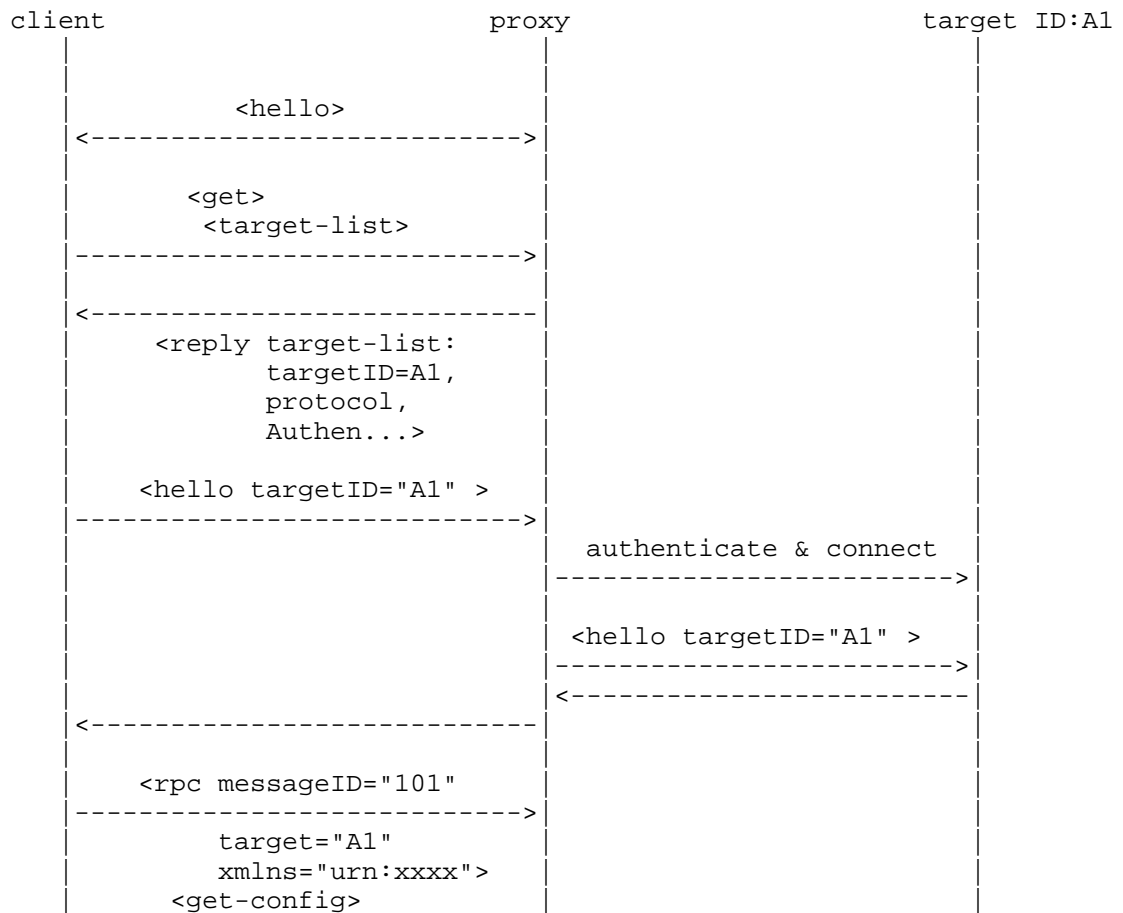 client proxy target ID:A1
<hello>
<get>
<target-list>
<reply target-list:
targetID=A1,
protocol,
Authen...>
<hello targetID="A1" >
authenticate & connect
<hello targetID="A1" >
<rpc messageID="101"
target="A1"
xmlns="urn:xxxx">
<get-config>